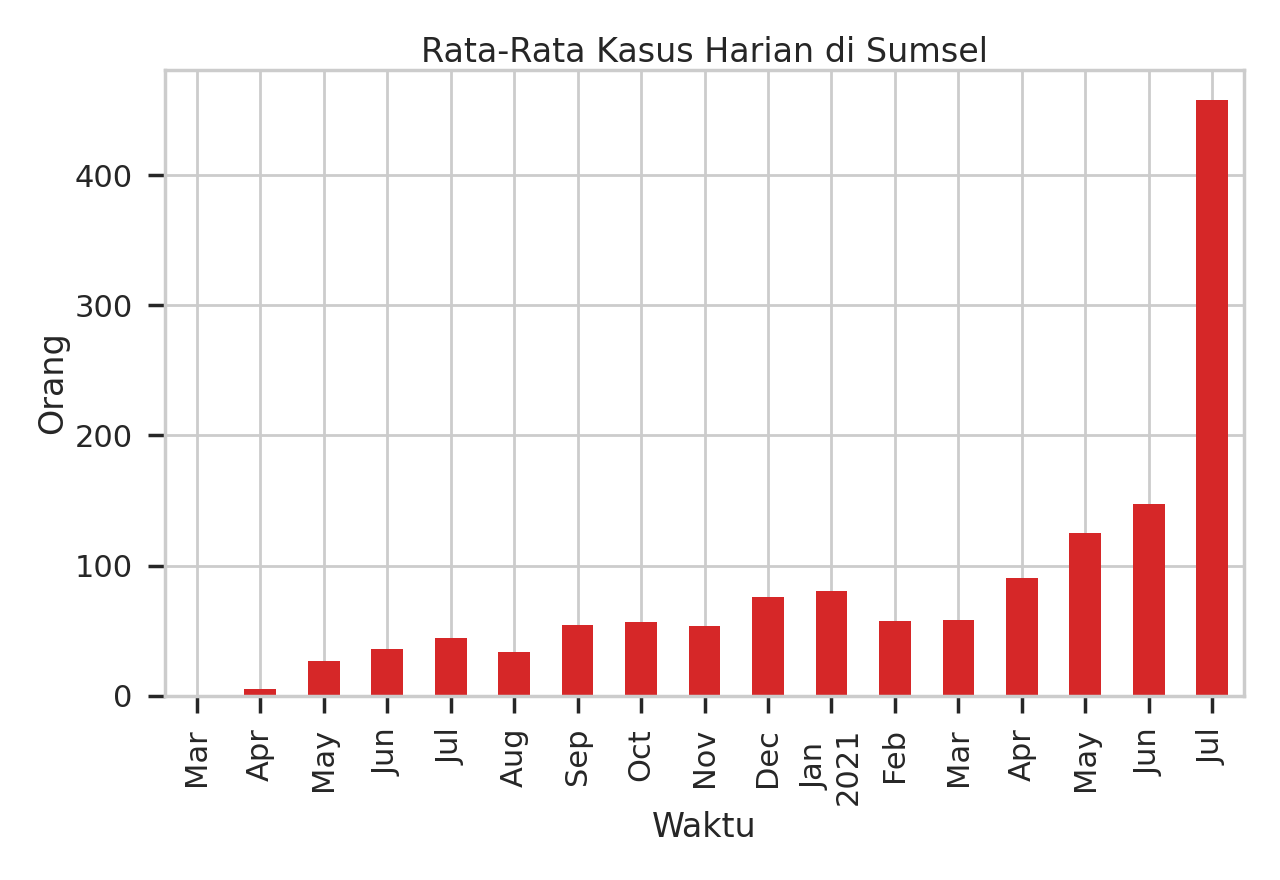 Rata-Rata Kasus Harian di Sumsel
400
300
200
100
0
Orang
Mar
Apr
May
Jun
Jul
Aug
Sep
Oct
Nov
Dec
Jan
2021
Feb
Mar
Apr
May
Jun
Jul
Waktu